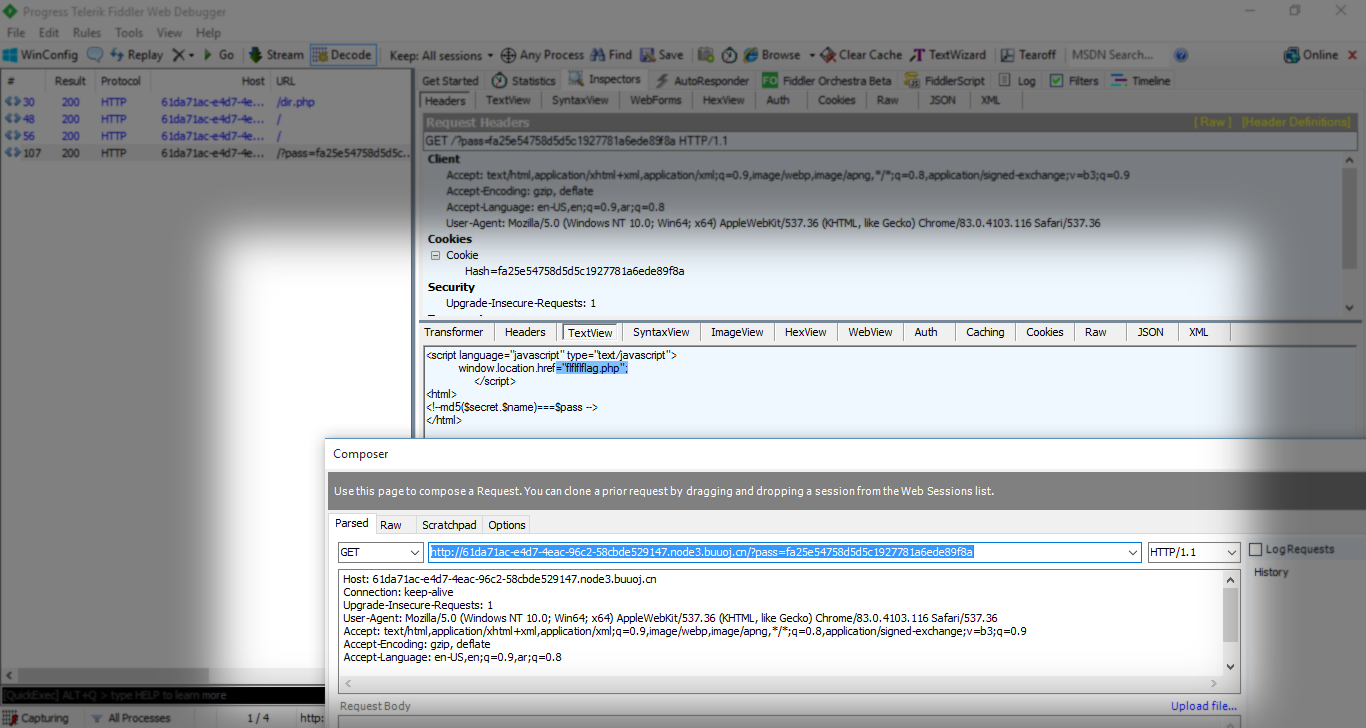 Progress Telerik Fiddler Web Debugger
File Edit Rules Tools View Help
WinConfig Replay Go Stream Decode Keep: All sessions Any Process Find Save Browse Clear Cache TextWizard Tearoff MSDN Search... Online
# Result Protocol Host URL
30 200 HTTP 61da71ac-e4d7-4e... /dir.php
48 200 HTTP 61da71ac-e4d7-4e... /
56 200 HTTP 61da71ac-e4d7-4e... /
107 200 HTTP 61da71ac-e4d7-4e... /?pass=fa25e54758d5d5c...
Get Started Statistics Inspectors AutoResponder Fiddler Orchestra Beta FiddlerScript Log Filters Timeline
Headers TextView SyntaxView WebForms HexView Auth Cookies Raw JSON XML
Request Headers [ Raw ] [Header Definitions]
GET /?pass=fa25e54758d5d5c1927781a6ede89f8a HTTP/1.1
Client
Accept: text/html,application/xhtml+xml,application/xml;q=0.9,image/webp,image/apng,*/*;q=0.8,application/signed-exchange;v=b3;q=0.9
Accept-Encoding: gzip, deflate
Accept-Language: en-US,en;q=0.9,ar;q=0.8
User-Agent: Mozilla/5.0 (Windows NT 10.0; Win64; x64) AppleWebKit/537.36 (KHTML, like Gecko) Chrome/83.0.4103.116 Safari/537.36
Cookies
Cookie
Hash=fa25e54758d5d5c1927781a6ede89f8a
Security
Upgrade-Insecure-Requests: 1
Transformer Headers TextView SyntaxView ImageView HexView WebView Auth Caching Cookies Raw JSON XML
<script language="javascript" type="text/javascript">
window.location.href="flflflflag.php";
</script>
<html>
<!--md5($secret.$name)===$pass -->
</html>
Composer
Use this page to compose a Request. You can clone a prior request by dragging and dropping a session from the Web Sessions list.
Parsed Raw Scratchpad Options
GET http://61da71ac-e4d7-4eac-96c2-58cbde529147.node3.buuoj.cn/?pass=fa25e54758d5d5c1927781a6ede89f8a HTTP/1.1 Log Requests
History
Host: 61da71ac-e4d7-4eac-96c2-58cbde529147.node3.buuoj.cn
Connection: keep-alive
Upgrade-Insecure-Requests: 1
User-Agent: Mozilla/5.0 (Windows NT 10.0; Win64; x64) AppleWebKit/537.36 (KHTML, like Gecko) Chrome/83.0.4103.116 Safari/537.36
Accept: text/html,application/xhtml+xml,application/xml;q=0.9,image/webp,image/apng,*/*;q=0.8,application/signed-exchange;v=b3;q=0.9
Accept-Encoding: gzip, deflate
Accept-Language: en-US,en;q=0.9,ar;q=0.8
Request Body Upload file...
[QuickExec] ALT+Q > type HELP to learn more
Capturing All Processes 1 / 4 http: